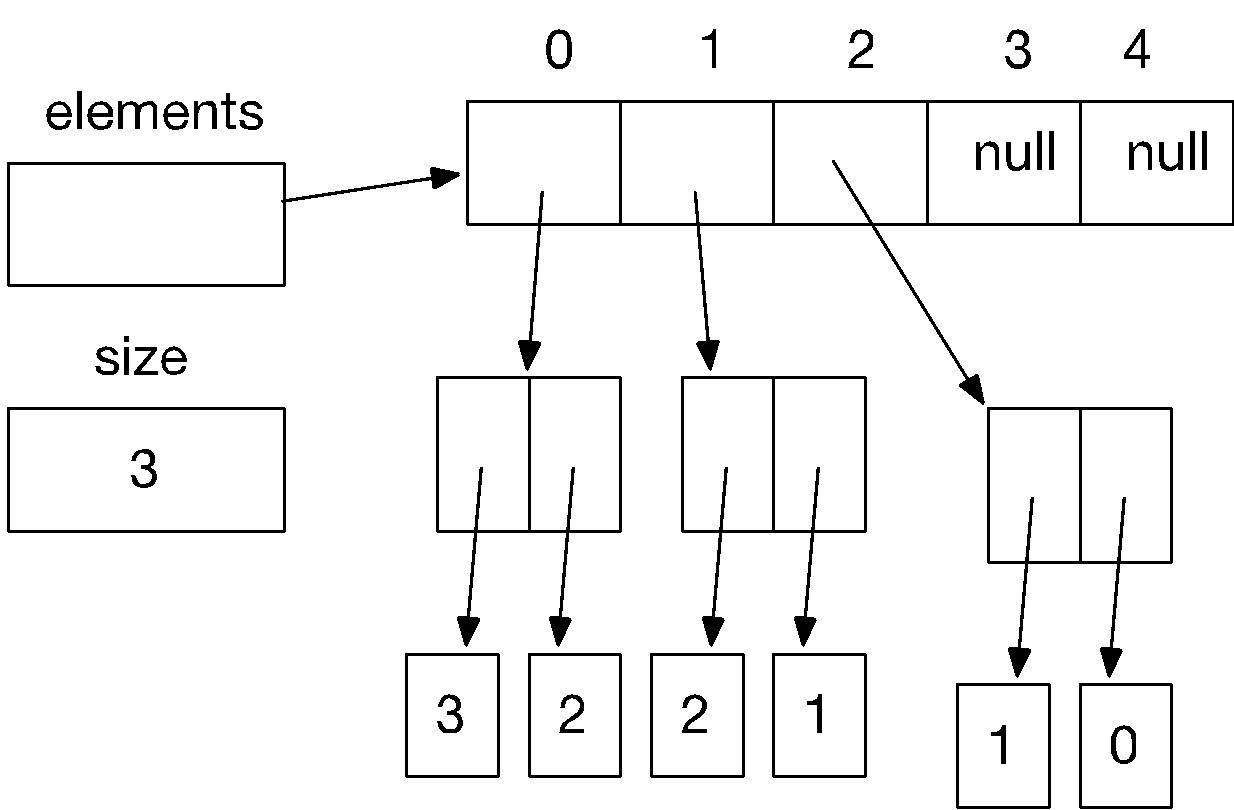 0 1 2 3 4
elements
null null
size
3
3 2 2 1
1 0